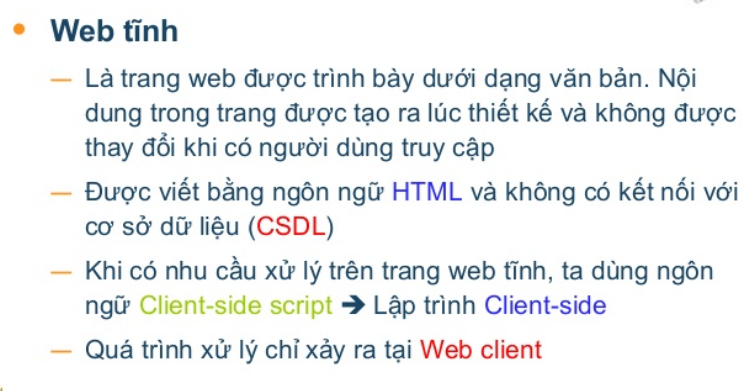 • Web tĩnh
— Là trang web được trình bày dưới dạng văn bản. Nội
dung trong trang được tạo ra lúc thiết kế và không được
thay đổi khi có người dùng truy cập
— Được viết bằng ngôn ngữ HTML và không có kết nối với
cơ sở dữ liệu (CSDL)
— Khi có nhu cầu xử lý trên trang web tĩnh, ta dùng ngôn
ngữ Client-side script ➔ Lập trình Client-side
— Quá trình xử lý chỉ xảy ra tại Web client